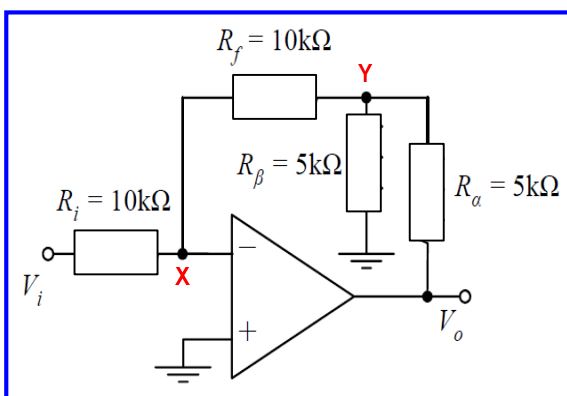 R_f = 10kΩ
Y
R_β = 5kΩ
R_α = 5kΩ
R_i = 10kΩ
X
−
V_i
+
V_o